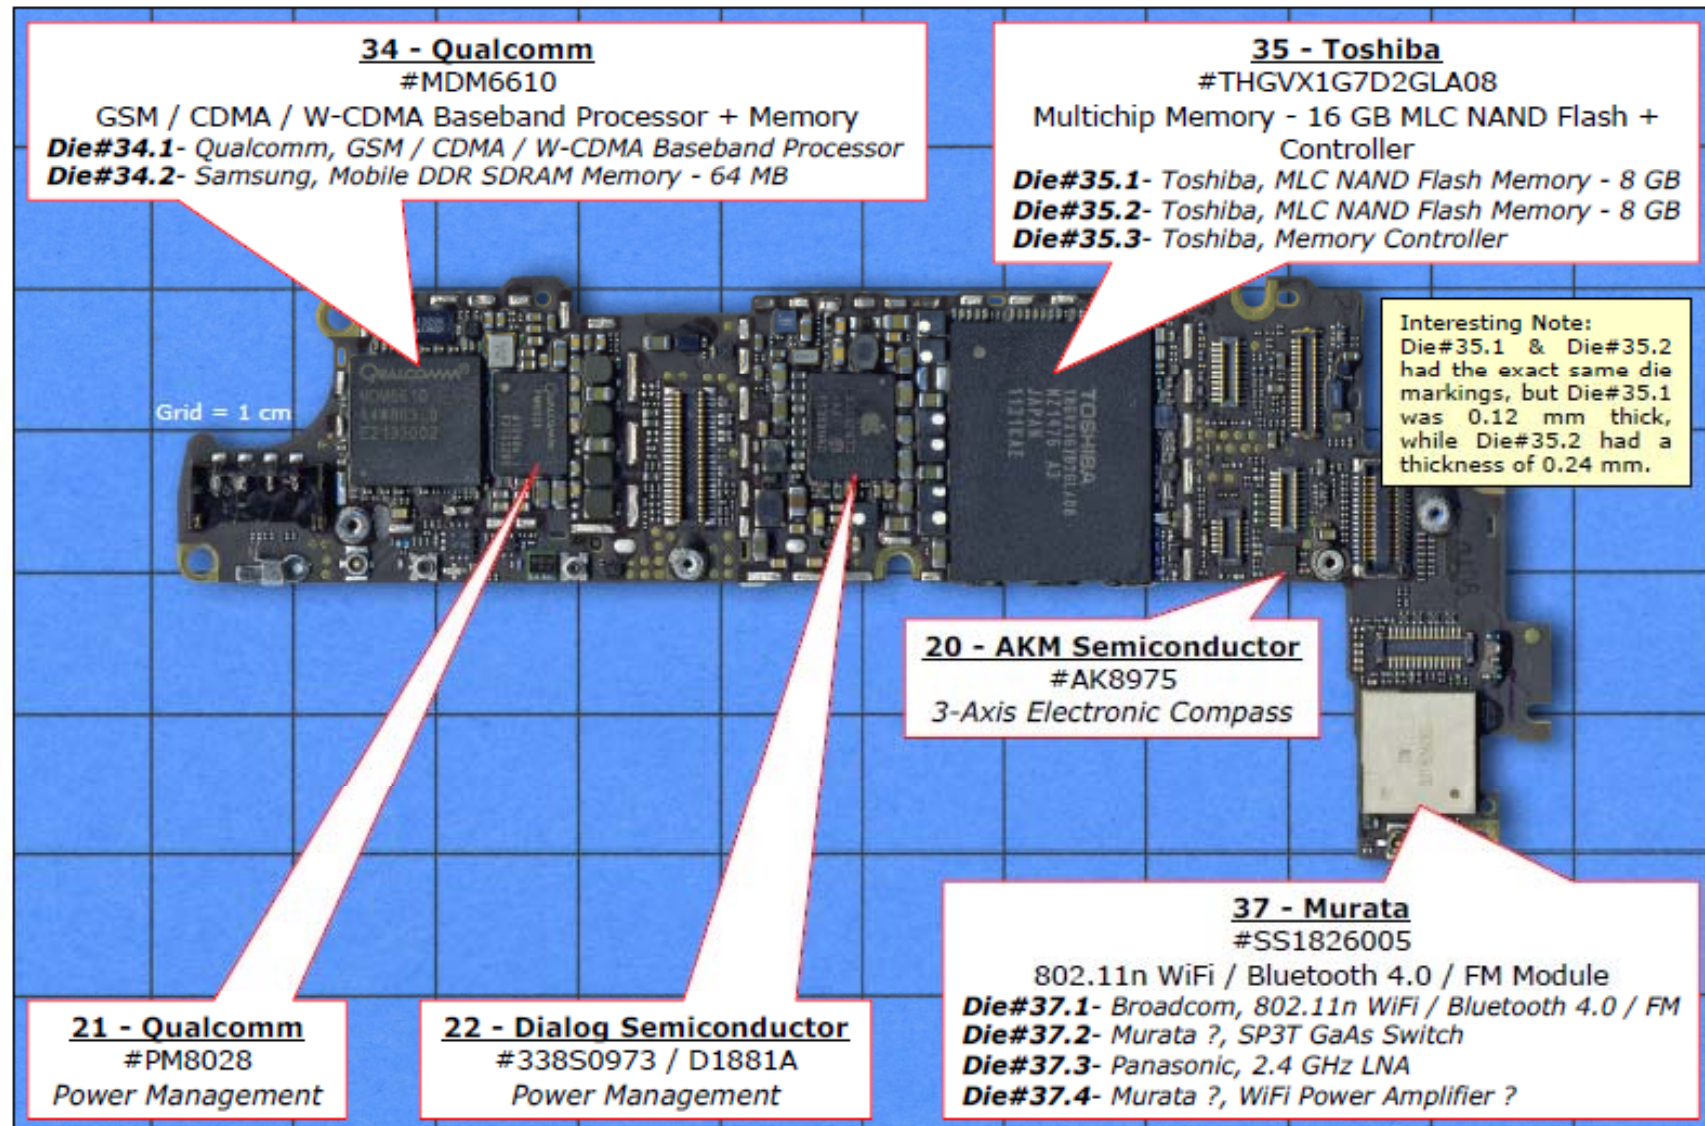 34 - Qualcomm
#MDM6610
GSM / CDMA / W-CDMA Baseband Processor + Memory
Die#34.1- Qualcomm, GSM / CDMA / W-CDMA Baseband Processor
Die#34.2- Samsung, Mobile DDR SDRAM Memory - 64 MB
35 - Toshiba
#THGVX1G7D2GLA08
Multichip Memory - 16 GB MLC NAND Flash +
Controller
Die#35.1- Toshiba, MLC NAND Flash Memory - 8 GB
Die#35.2- Toshiba, MLC NAND Flash Memory - 8 GB
Die#35.3- Toshiba, Memory Controller
Interesting Note:
Die#35.1 & Die#35.2
had the exact same die
markings, but Die#35.1
was 0.12 mm thick,
while Die#35.2 had a
thickness of 0.24 mm.
Grid = 1 cm
QUALCOMM
MDM6610
E2133002
QUALCOMM
TOSHIBA
THGVX1G7D2GLA08
JAPAN
1131KAE
20 - AKM Semiconductor
#AK8975
3-Axis Electronic Compass
21 - Qualcomm
#PM8028
Power Management
22 - Dialog Semiconductor
#338S0973 / D1881A
Power Management
37 - Murata
#SS1826005
802.11n WiFi / Bluetooth 4.0 / FM Module
Die#37.1- Broadcom, 802.11n WiFi / Bluetooth 4.0 / FM
Die#37.2- Murata ?, SP3T GaAs Switch
Die#37.3- Panasonic, 2.4 GHz LNA
Die#37.4- Murata ?, WiFi Power Amplifier ?